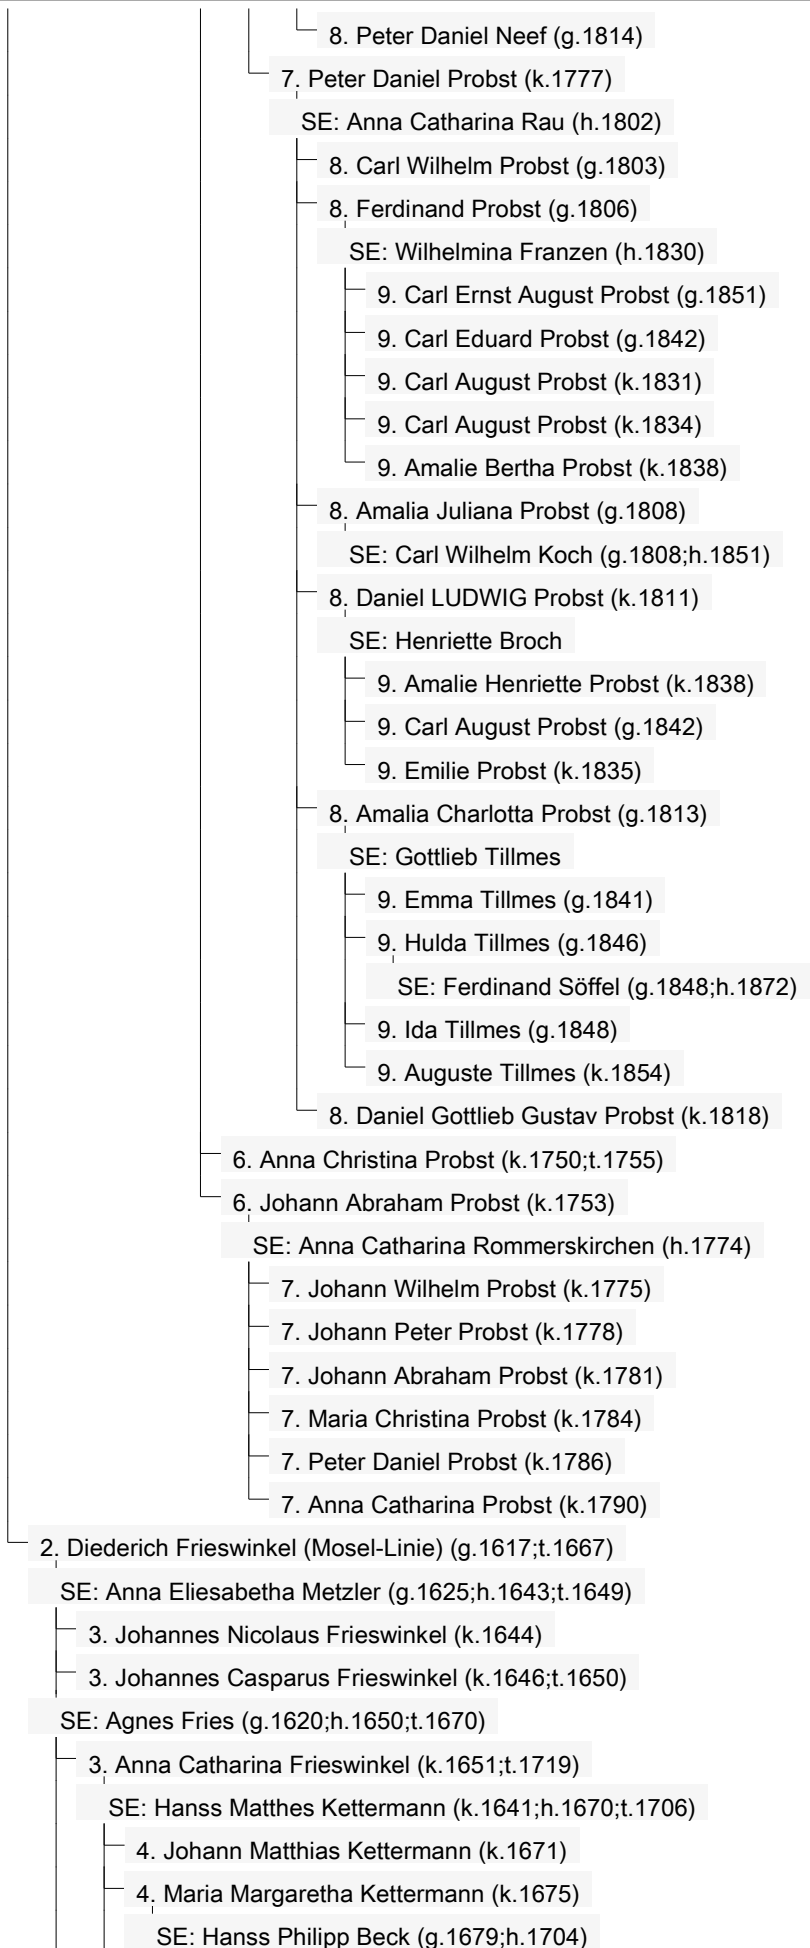 8. Peter Daniel Neef (g.1814)
7. Peter Daniel Probst (k.1777)
SE: Anna Catharina Rau (h.1802)
8. Carl Wilhelm Probst (g.1803)
8. Ferdinand Probst (g.1806)
SE: Wilhelmina Franzen (h.1830)
9. Carl Ernst August Probst (g.1851)
9. Carl Eduard Probst (g.1842)
9. Carl August Probst (k.1831)
9. Carl August Probst (k.1834)
9. Amalie Bertha Probst (k.1838)
8. Amalia Juliana Probst (g.1808)
SE: Carl Wilhelm Koch (g.1808;h.1851)
8. Daniel LUDWIG Probst (k.1811)
SE: Henriette Broch
9. Amalie Henriette Probst (k.1838)
9. Carl August Probst (g.1842)
9. Emilie Probst (k.1835)
8. Amalia Charlotta Probst (g.1813)
SE: Gottlieb Tillmes
9. Emma Tillmes (g.1841)
9. Hulda Tillmes (g.1846)
SE: Ferdinand Söffel (g.1848;h.1872)
9. Ida Tillmes (g.1848)
9. Auguste Tillmes (k.1854)
8. Daniel Gottlieb Gustav Probst (k.1818)
6. Anna Christina Probst (k.1750;t.1755)
6. Johann Abraham Probst (k.1753)
SE: Anna Catharina Rommerskirchen (h.1774)
7. Johann Wilhelm Probst (k.1775)
7. Johann Peter Probst (k.1778)
7. Johann Abraham Probst (k.1781)
7. Maria Christina Probst (k.1784)
7. Peter Daniel Probst (k.1786)
7. Anna Catharina Probst (k.1790)
2. Diederich Frieswinkel (Mosel-Linie) (g.1617;t.1667)
SE: Anna Eliesabetha Metzler (g.1625;h.1643;t.1649)
3. Johannes Nicolaus Frieswinkel (k.1644)
3. Johannes Casparus Frieswinkel (k.1646;t.1650)
SE: Agnes Fries (g.1620;h.1650;t.1670)
3. Anna Catharina Frieswinkel (k.1651;t.1719)
SE: Hanss Matthes Kettermann (k.1641;h.1670;t.1706)
4. Johann Matthias Kettermann (k.1671)
4. Maria Margaretha Kettermann (k.1675)
SE: Hanss Philipp Beck (g.1679;h.1704)